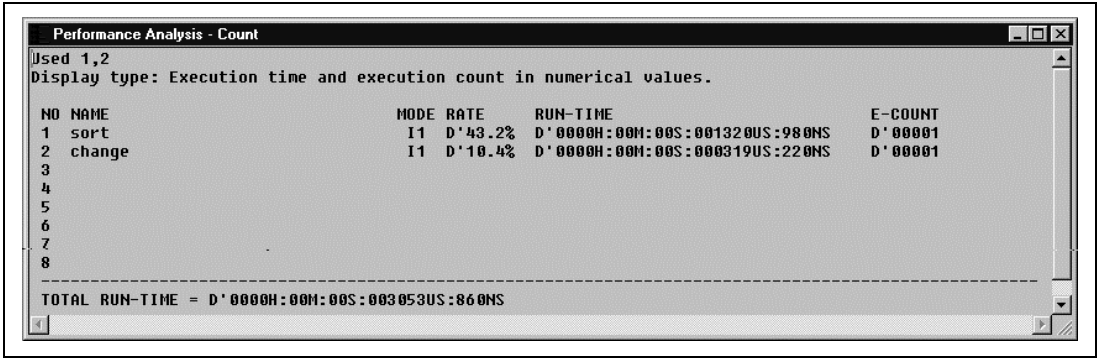 Performance Analysis - Count
Used 1,2
Display type: Execution time and execution count in numerical values.
NO NAME MODE RATE RUN-TIME E-COUNT
1 sort I1 D'43.2% D'0000H:00M:00S:001320US:980NS D'00001
2 change I1 D'10.4% D'0000H:00M:00S:000319US:220NS D'00001
3
4
5
6
7
8
TOTAL RUN-TIME = D'0000H:00M:00S:003053US:860NS